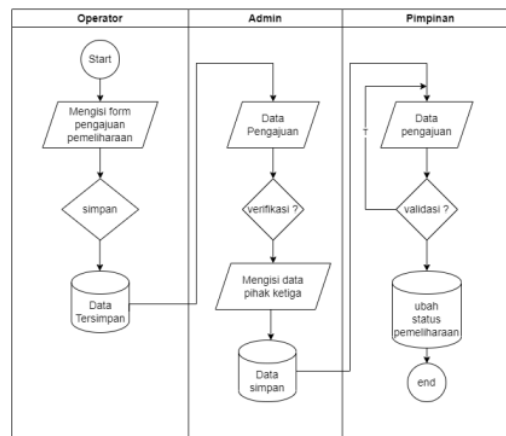 Operator
Admin
Pimpinan
Start
Mengisi form
pengajuan
pemeliharaan
simpan
Data
Tersimpan
Data
Pengajuan
verifikasi ?
Mengisi data
pihak ketiga
Data
simpan
Data
pengajuan
T
validasi ?
ubah
status
pemeliharaan
end